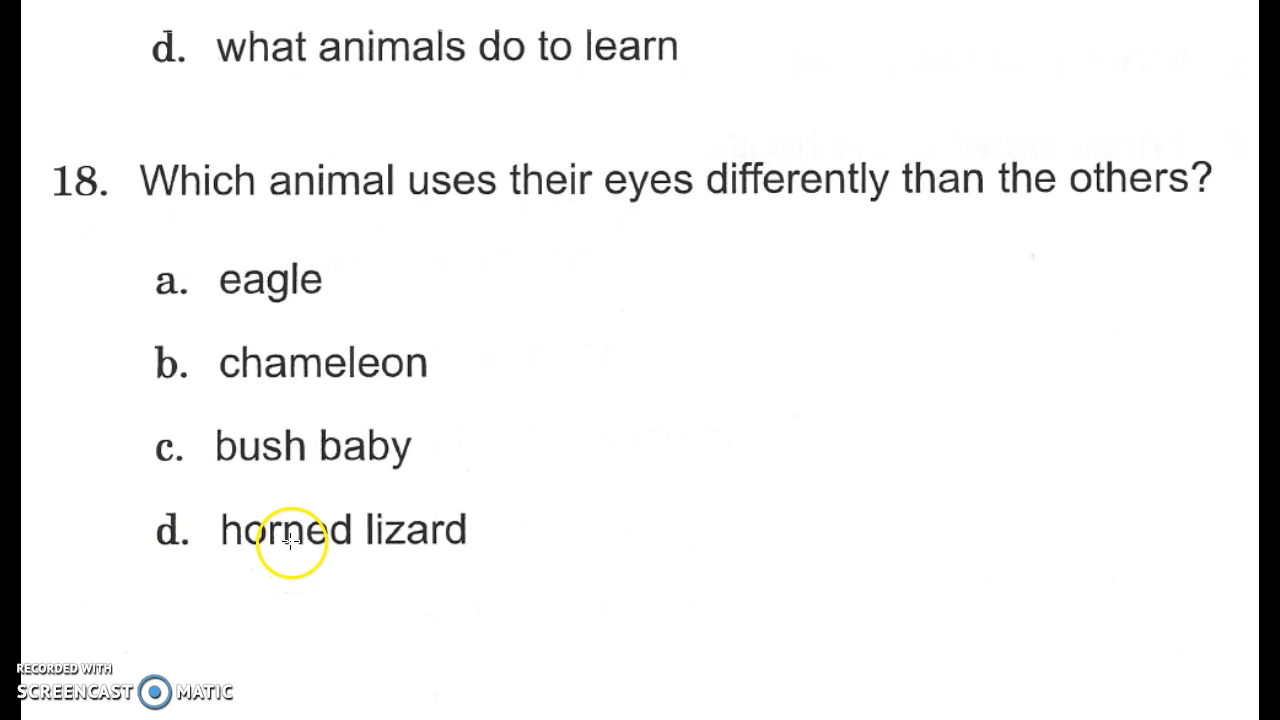 d. what animals do to learn
18. Which animal uses their eyes differently than the others?
a. eagle
b. chameleon
c. bush baby
d. horned lizard
RECORDED WITH
SCREENCAST MATIC